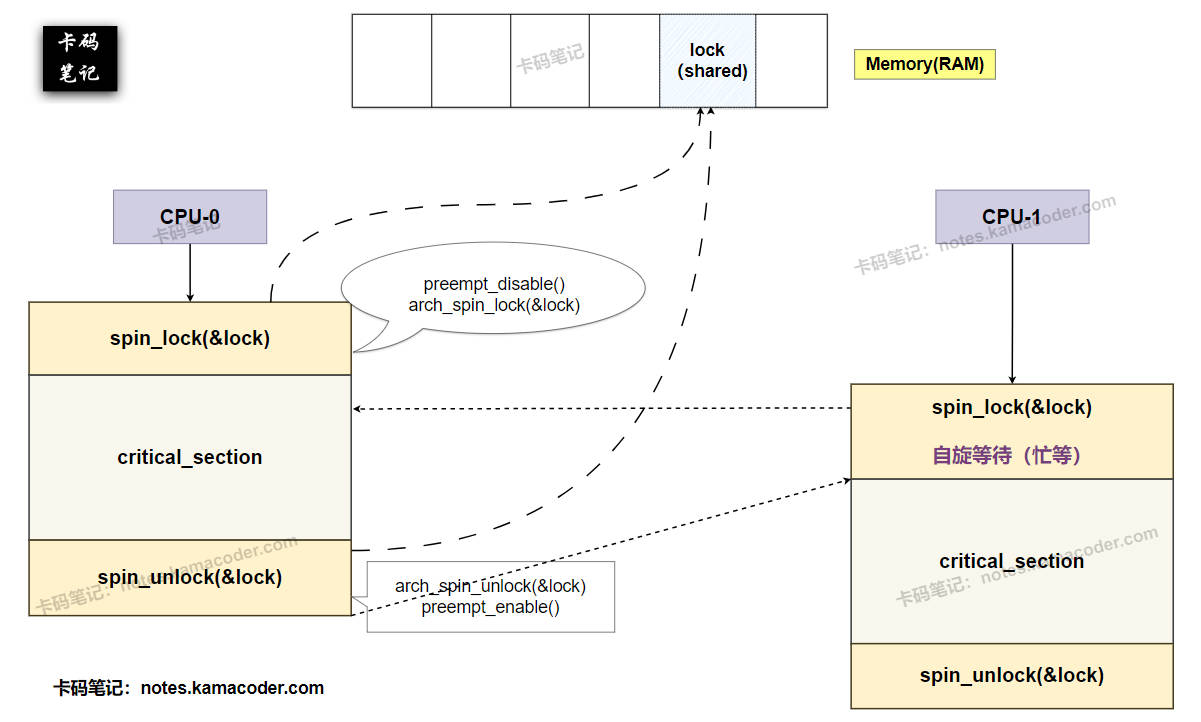 卡码
笔记
卡码笔记
lock
(shared)
Memory(RAM)
CPU-0
卡码笔记
CPU-1
卡码笔记：notes.kamacoder.com
preempt_disable()
arch_spin_lock(&lock)
spin_lock(&lock)
critical_section
spin_lock(&lock)
自旋等待（忙等）
spin_unlock(&lock)
卡码笔记：notes.kamacoder.com
arch_spin_unlock(&lock)
preempt_enable()
critical_section
卡码笔记：notes.kamacoder.com
spin_unlock(&lock)
卡码笔记：notes.kamacoder.com